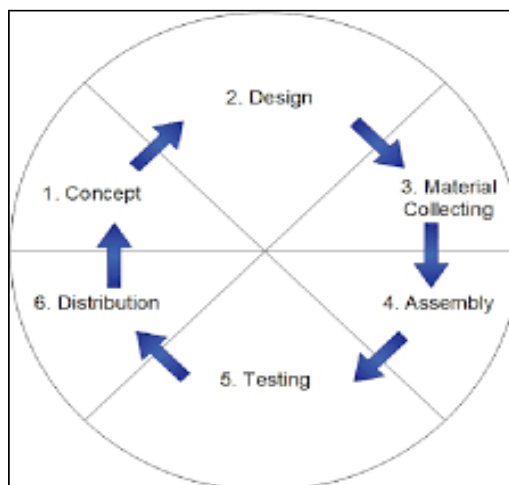 2. Design
1. Concept
3. Material
Collecting
6. Distribution
4. Assembly
5. Testing